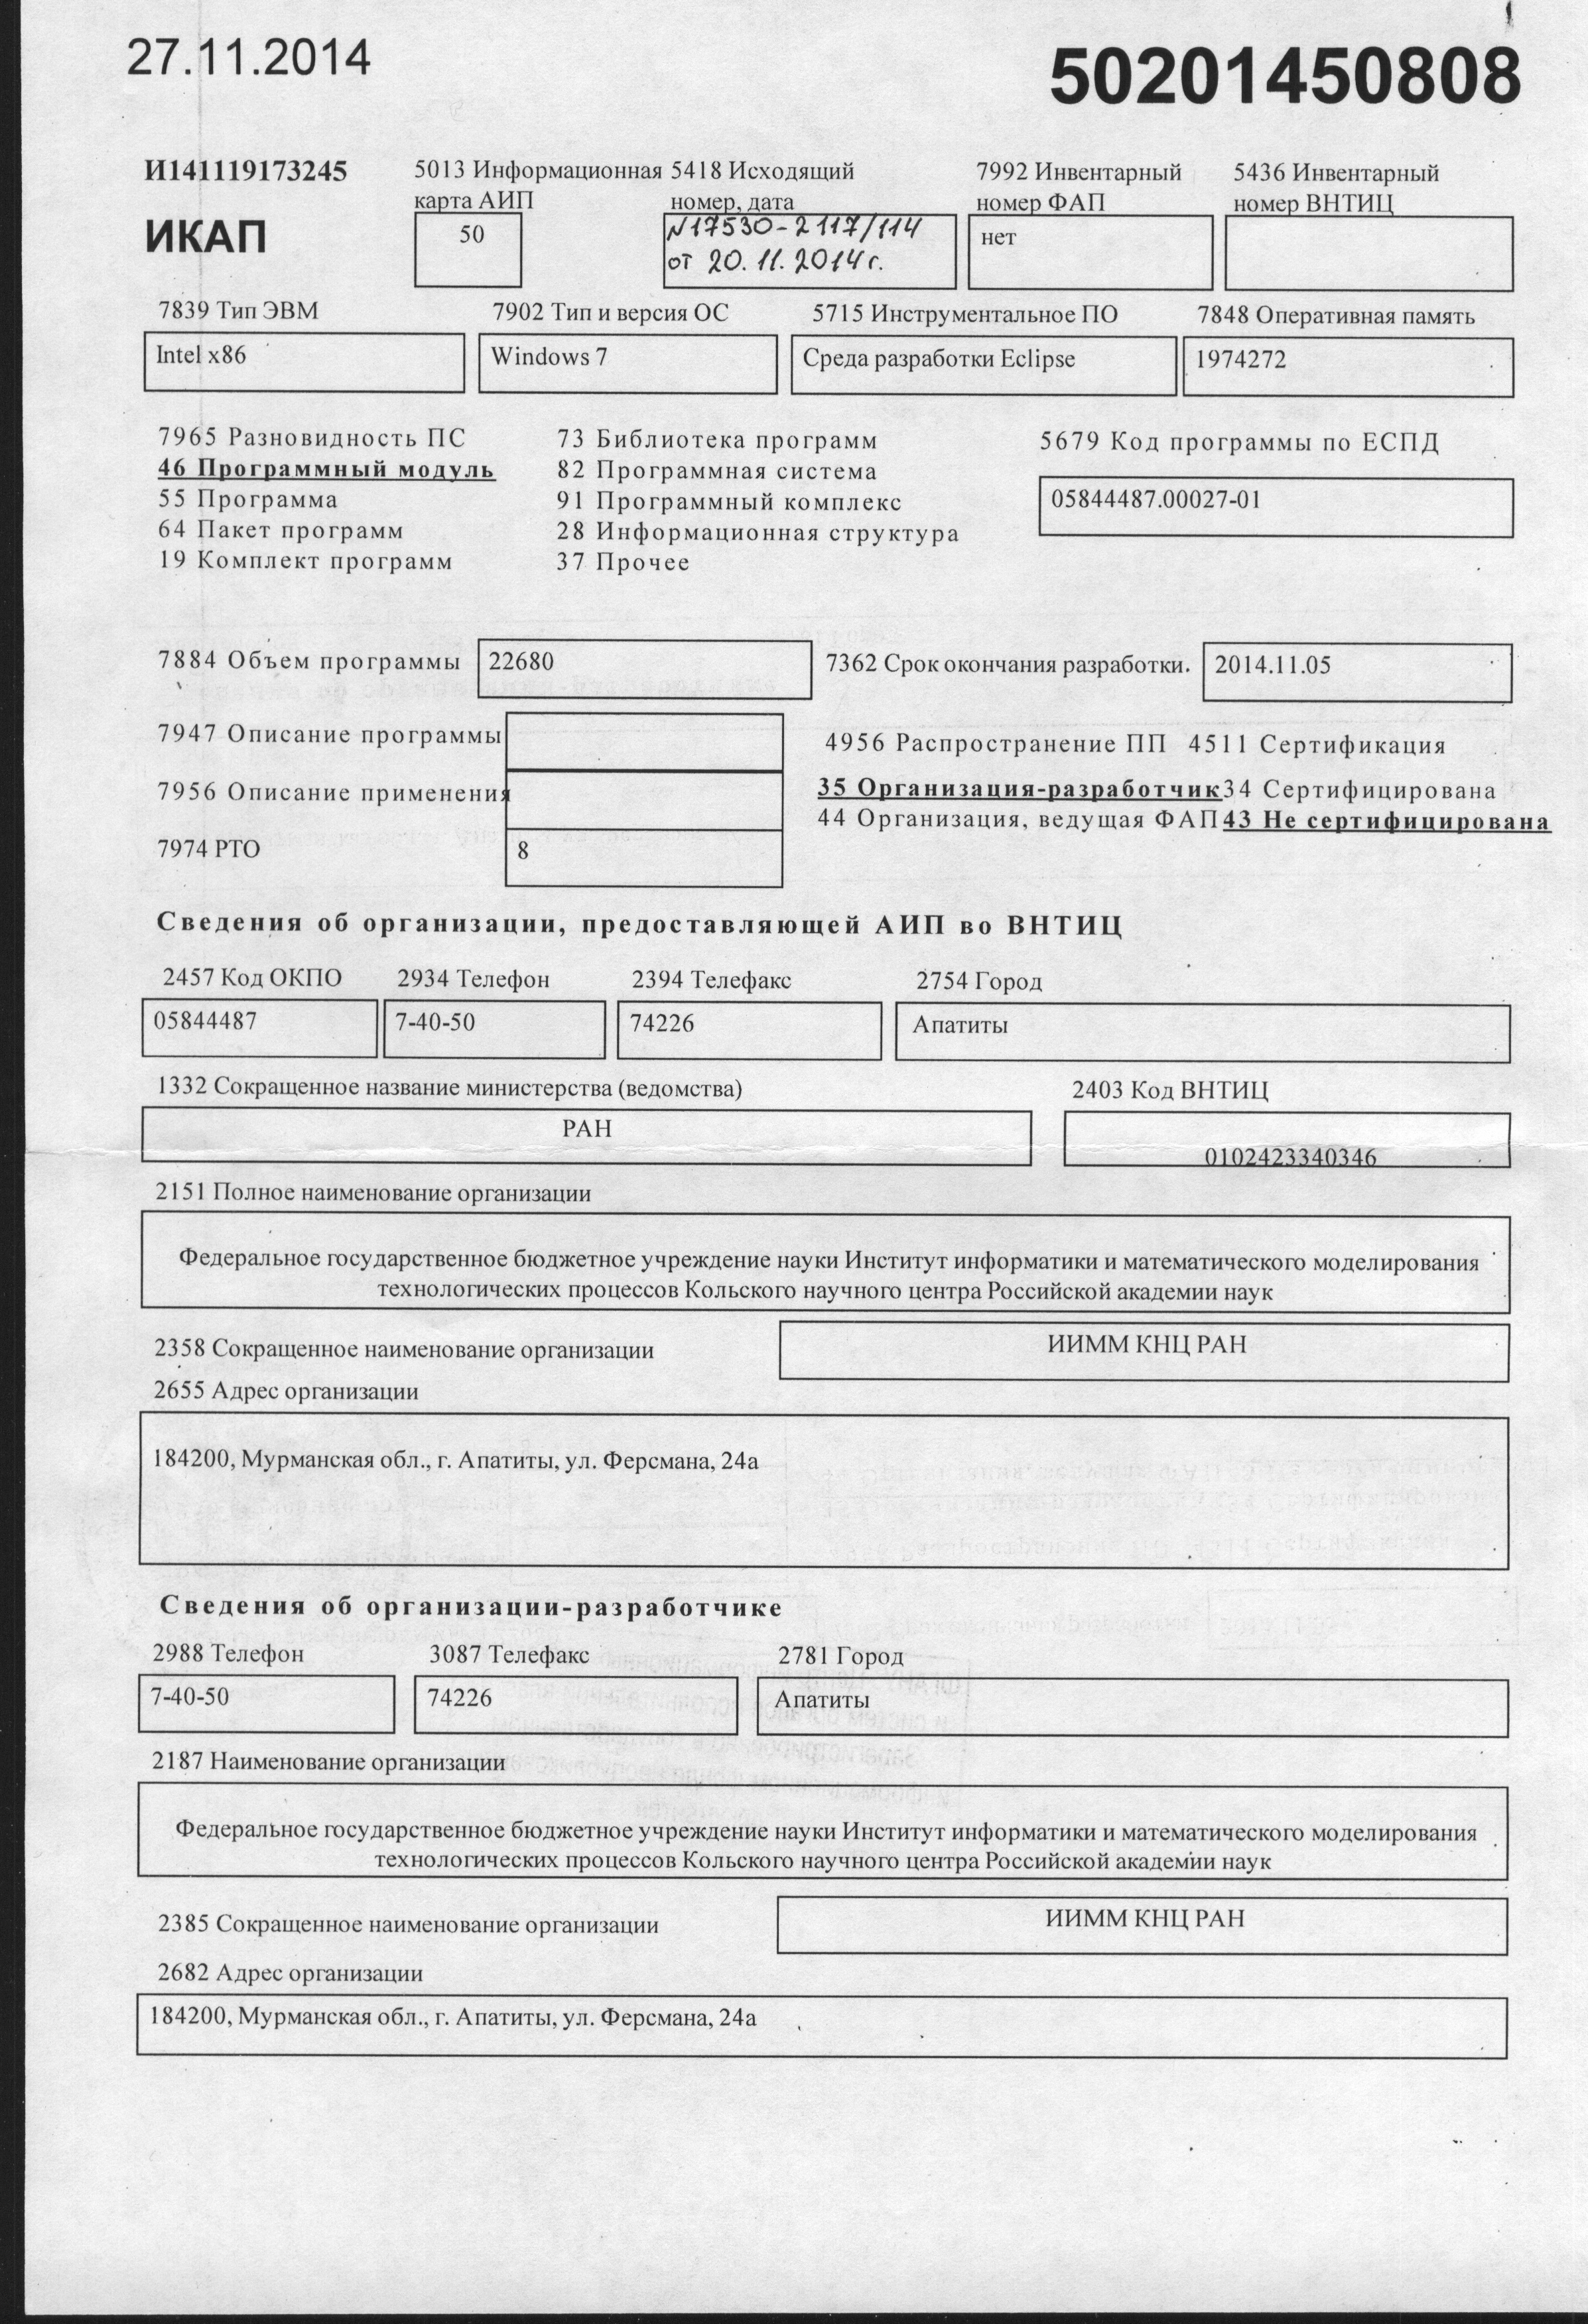 27.11.2014
50201450808
И141119173245
5013 Информационная карта АИП
5418 Исходящий номер, дата
7992 Инвентарный номер ФАП
5436 Инвентарный номер ВНТИЦ
ИКАП
50
N17530-2117/114
от 20.11.2014г.
нет
7839 Тип ЭВМ
7902 Тип и версия ОС
5715 Инструментальное ПО
7848 Оперативная память
Intel x86
Windows 7
Среда разработки Eclipse
1974272
7965 Разновидность ПС
46 Программный модуль
55 Программа
64 Пакет программ
19 Комплект программ
73 Библиотека программ
82 Программная система
91 Программный комплекс
28 Информационная структура
37 Прочее
5679 Код программы по ЕСПД
05844487.00027-01
7884 Объем программы
22680
7362 Срок окончания разработки.
2014.11.05
7947 Описание программы
7956 Описание применения
7974 РТО
8
4956 Распространение ПП 4511 Сертификация
35 Организация-разработчик 34 Сертифицирована
44 Организация, ведущая ФАП 43 Не сертифицирована
Сведения об организации, предоставляющей АИП во ВНТИЦ
2457 Код ОКПО
2934 Телефон
2394 Телефакс
2754 Город
05844487
7-40-50
74226
Апатиты
1332 Сокращенное название министерства (ведомства)
2403 Код ВНТИЦ
РАН
0102423340346
2151 Полное наименование организации
Федеральное государственное бюджетное учреждение науки Институт информатики и математического моделирования
технологических процессов Кольского научного центра Российской академии наук
2358 Сокращенное наименование организации
ИИММ КНЦ РАН
2655 Адрес организации
184200, Мурманская обл., г. Апатиты, ул. Ферсмана, 24а
Сведения об организации-разработчике
2988 Телефон
3087 Телефакс
2781 Город
7-40-50
74226
Апатиты
2187 Наименование организации
Федеральное государственное бюджетное учреждение науки Институт информатики и математического моделирования
технологических процессов Кольского научного центра Российской академии наук
2385 Сокращенное наименование организации
ИИММ КНЦ РАН
2682 Адрес организации
184200, Мурманская обл., г. Апатиты, ул. Ферсмана, 24а